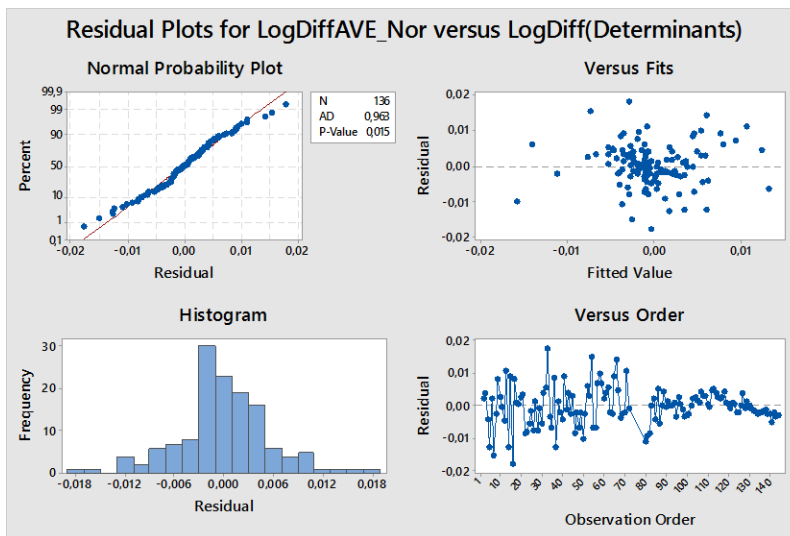 Residual Plots for LogDiffAVE_Nor versus LogDiff(Determinants)
Normal Probability Plot
99,9
99
90
50
10
1
0,1
Percent
-0,02 -0,01 0,00 0,01 0,02
Residual
N 136
AD 0,963
P-Value 0,015
Versus Fits
0,02
0,01
0,00
-0,01
-0,02
Residual
-0,02 -0,01 0,00 0,01
Fitted Value
Histogram
30
20
10
0
Frequency
-0,018 -0,012 -0,006 0,000 0,006 0,012 0,018
Residual
Versus Order
0,02
0,01
0,00
-0,01
-0,02
Residual
1 10 20 30 40 50 60 70 80 90 100 110 120 130 140
Observation Order